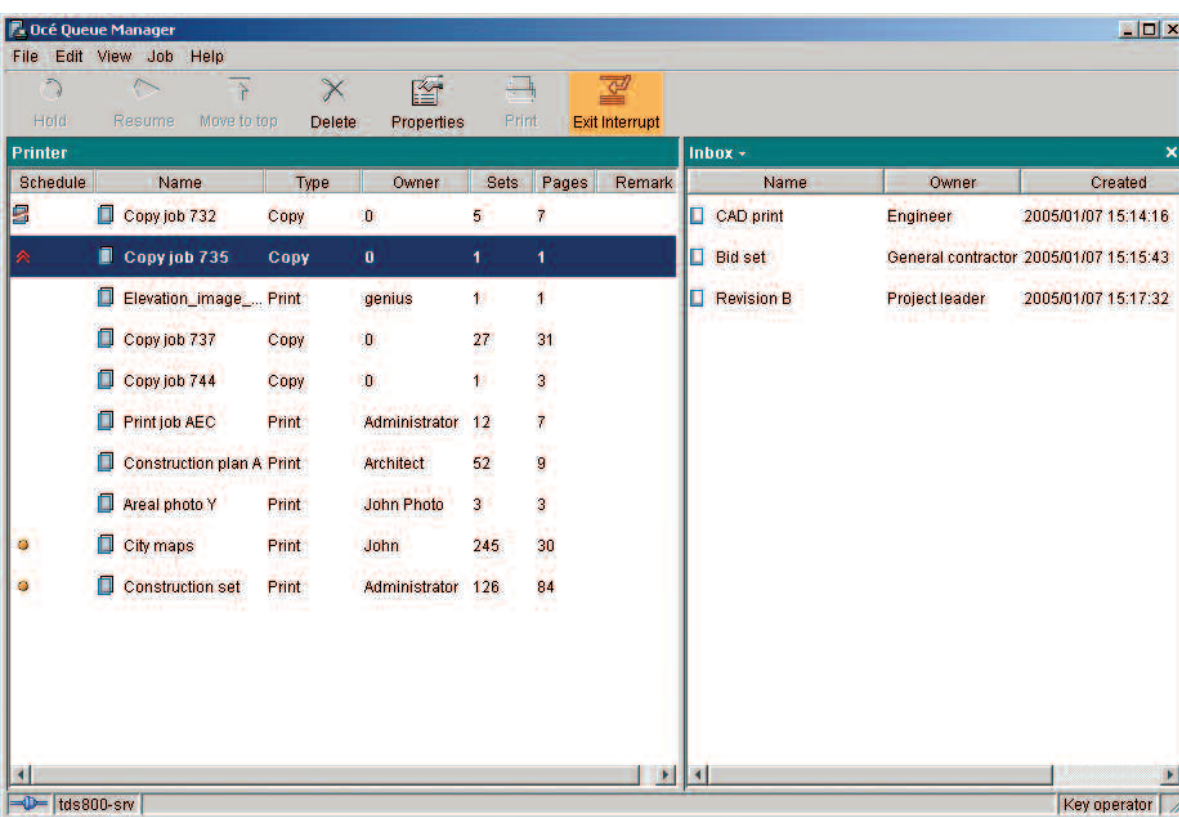 Océ Queue Manager
File Edit View Job Help
Hold Resume Move to top Delete Properties Print Exit Interrupt
Printer
Schedule Name Type Owner Sets Pages Remark
Copy job 732 Copy 0 5 7
Copy job 735 Copy 0 1 1
Elevation_image_... Print genius 1 1
Copy job 737 Copy 0 27 31
Copy job 744 Copy 0 1 3
Print job AEC Print Administrator 12 7
Construction plan A Print Architect 52 9
Areal photo Y Print John Photo 3 3
City maps Print John 245 30
Construction set Print Administrator 126 84
Inbox
Name Owner Created
CAD print Engineer 2005/01/07 15:14:16
Bid set General contractor 2005/01/07 15:15:43
Revision B Project leader 2005/01/07 15:17:32
tds800-srv
Key operator